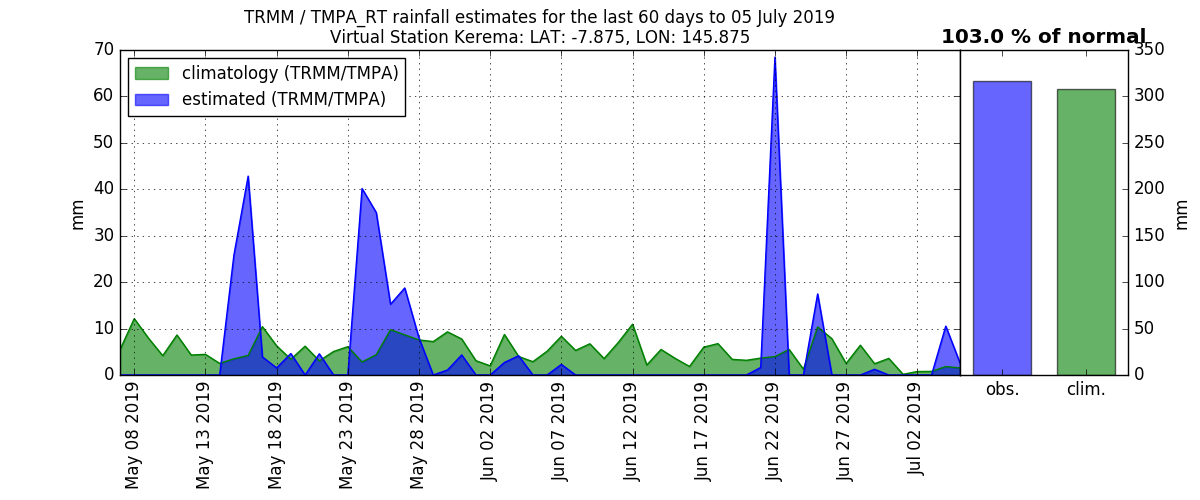 TRMM / TMPA_RT rainfall estimates for the last 60 days to 05 July 2019
Virtual Station Kerema: LAT: -7.875, LON: 145.875
103.0 % of normal
climatology (TRMM/TMPA)
estimated (TRMM/TMPA)
mm
70
60
50
40
30
20
10
0
350
300
250
200
150
100
50
0
mm
May 08 2019
May 13 2019
May 18 2019
May 23 2019
May 28 2019
Jun 02 2019
Jun 07 2019
Jun 12 2019
Jun 17 2019
Jun 22 2019
Jun 27 2019
Jul 02 2019
obs.
clim.